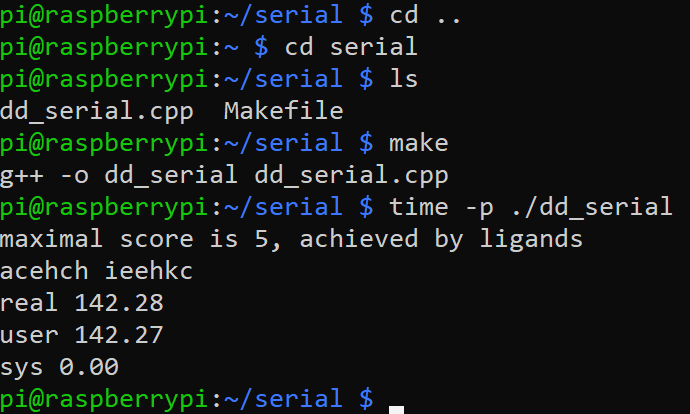 pi@raspberrypi:~/serial $ cd ..
pi@raspberrypi:~ $ cd serial
pi@raspberrypi:~/serial $ ls
dd_serial.cpp  Makefile
pi@raspberrypi:~/serial $ make
g++ -o dd_serial dd_serial.cpp
pi@raspberrypi:~/serial $ time -p ./dd_serial
maximal score is 5, achieved by ligands
acehch ieehkc
real 142.28
user 142.27
sys 0.00
pi@raspberrypi:~/serial $